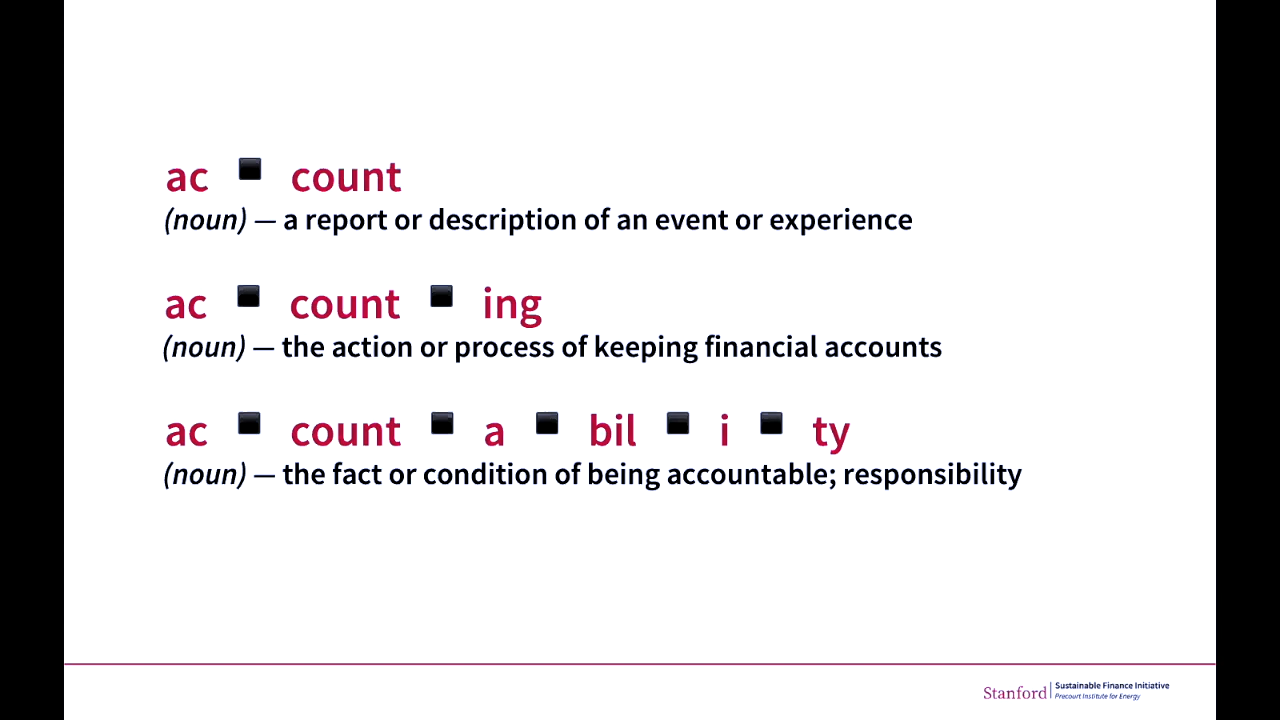 ac ▪ count
(noun) — a report or description of an event or experience
ac ▪ count ▪ ing
(noun) — the action or process of keeping financial accounts
ac ▪ count ▪ a ▪ bil ▪ i ▪ ty
(noun) — the fact or condition of being accountable; responsibility
Stanford | Sustainable Finance Initiative
Precourt Institute for Energy